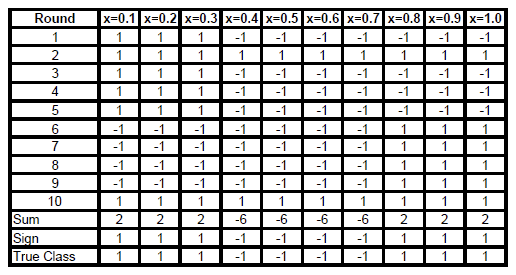 Round x=0.1 x=0.2 x=0.3 x=0.4 x=0.5 x=0.6 x=0.7 x=0.8 x=0.9 x=1.0
1 1 1 1 -1 -1 -1 -1 -1 -1 -1
2 1 1 1 1 1 1 1 1 1 1
3 1 1 1 -1 -1 -1 -1 -1 -1 -1
4 1 1 1 -1 -1 -1 -1 -1 -1 -1
5 1 1 1 -1 -1 -1 -1 -1 -1 -1
6 -1 -1 -1 -1 -1 -1 -1 1 1 1
7 -1 -1 -1 -1 -1 -1 -1 1 1 1
8 -1 -1 -1 -1 -1 -1 -1 1 1 1
9 -1 -1 -1 -1 -1 -1 -1 1 1 1
10 1 1 1 1 1 1 1 1 1 1
Sum 2 2 2 -6 -6 -6 -6 2 2 2
Sign 1 1 1 -1 -1 -1 -1 1 1 1
True Class 1 1 1 -1 -1 -1 -1 1 1 1